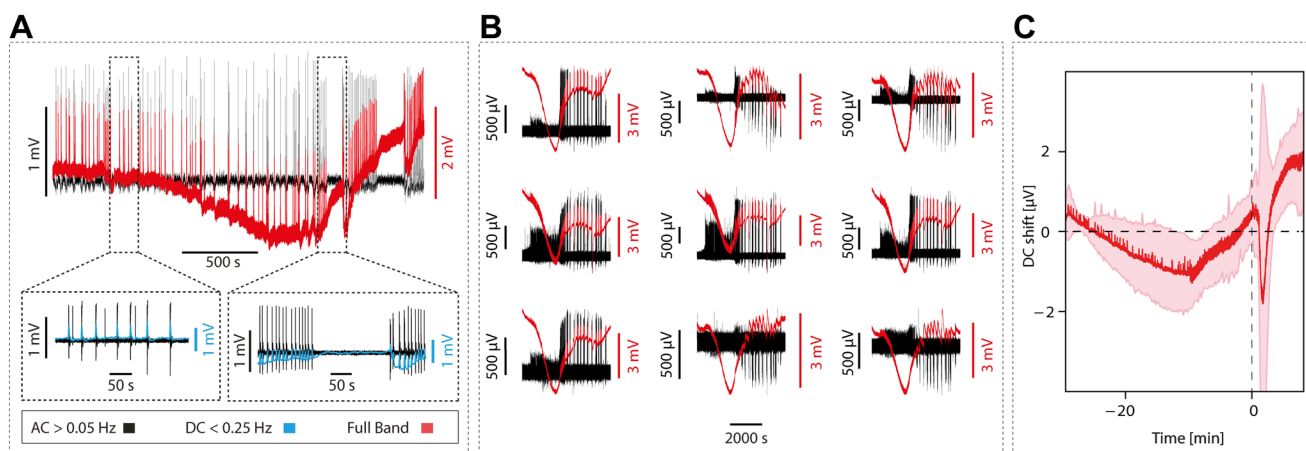 A
B
C
1 mV
2 mV
500 s
1 mV
1 mV
50 s
1 mV
1 mV
50 s
AC > 0.05 Hz
DC < 0.25 Hz
Full Band
500 μV
3 mV
500 μV
3 mV
500 μV
3 mV
500 μV
3 mV
500 μV
3 mV
500 μV
3 mV
500 μV
3 mV
500 μV
3 mV
500 μV
3 mV
2000 s
DC shift [μV]
2
0
−2
−20
0
Time [min]